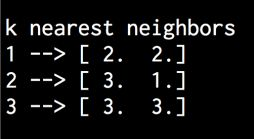 k nearest neighbors
1 --> [ 2.  2.]
2 --> [ 3.  1.]
3 --> [ 3.  3.]